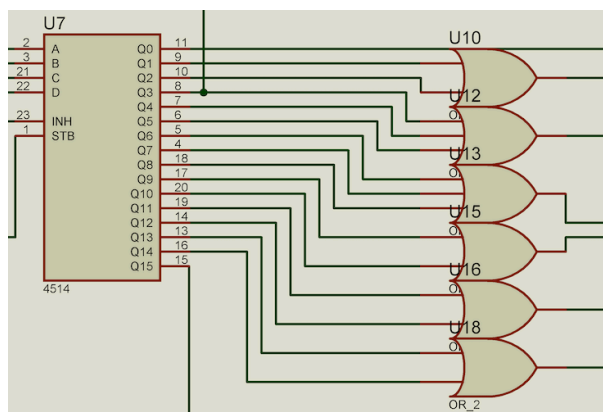 U7
2 A Q0 11
3 B Q1 9
21 C Q2 10
22 D Q3 8
Q4 7
23 INH Q5 6
1 STB Q6 5
Q7 4
Q8 18
Q9 17
Q10 20
Q11 19
Q12 14
Q13 13
Q14 16
Q15 15
4514
U10
U12
U13
U15
U16
U18
OR_2